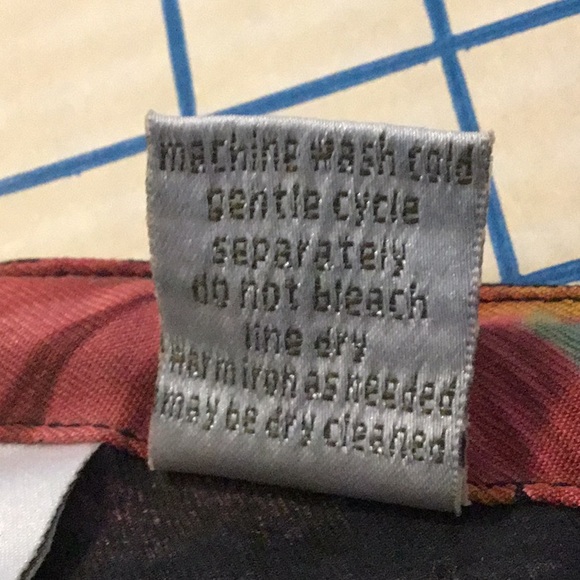 machine wash cold
gentle cycle
separately
do not bleach
line dry
warm iron as needed
may be dry cleaned